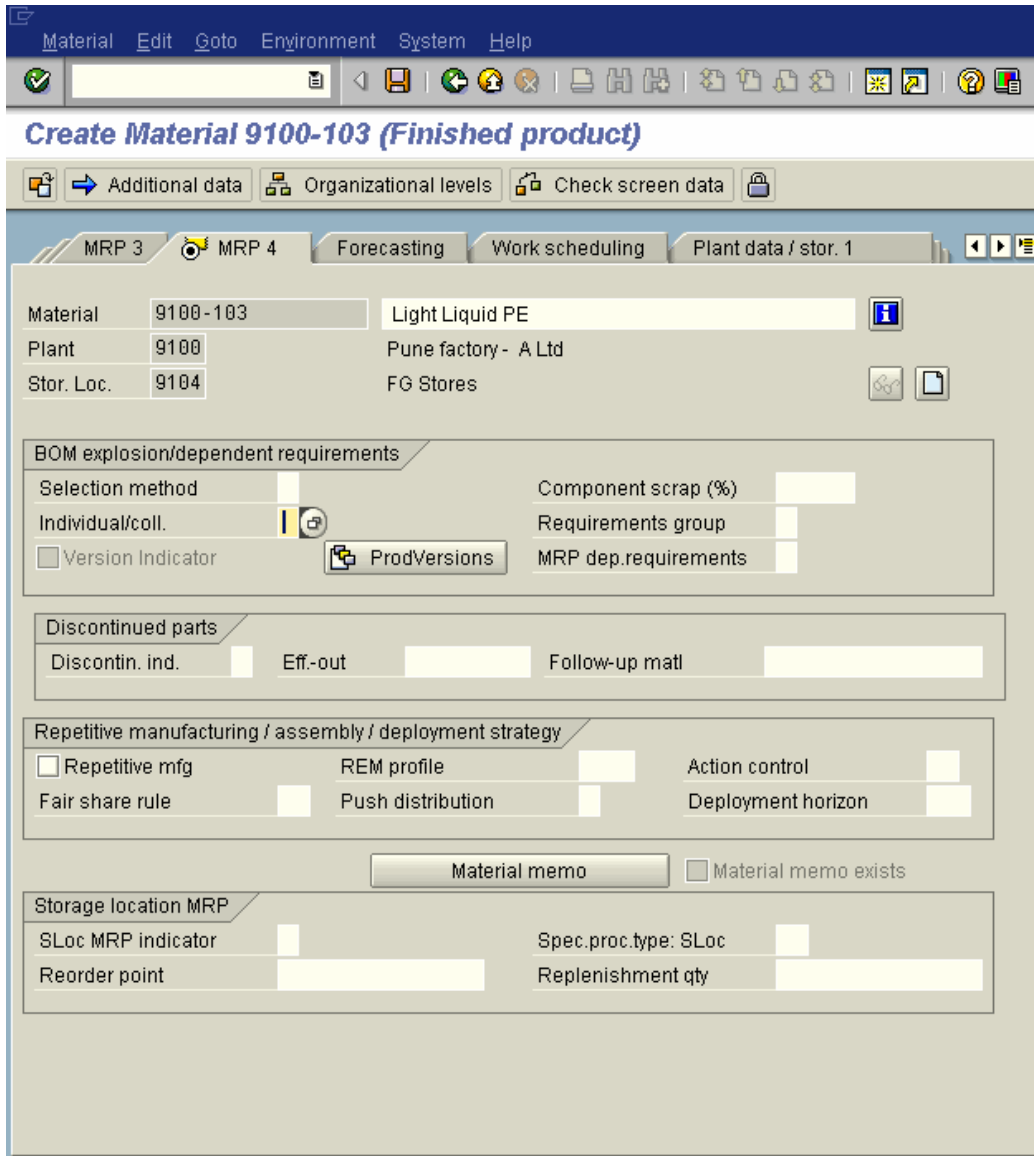 Material Edit Goto Environment System Help
Create Material 9100-103 (Finished product)
Additional data Organizational levels Check screen data
MRP 3 MRP 4 Forecasting Work scheduling Plant data / stor. 1
Material 9100-103 Light Liquid PE
Plant 9100 Pune factory - A Ltd
Stor. Loc. 9104 FG Stores
BOM explosion/dependent requirements
Selection method Component scrap (%)
Individual/coll. Requirements group
Version Indicator ProdVersions MRP dep.requirements
Discontinued parts
Discontin. ind. Eff.-out Follow-up matl
Repetitive manufacturing / assembly / deployment strategy
Repetitive mfg REM profile Action control
Fair share rule Push distribution Deployment horizon
Material memo Material memo exists
Storage location MRP
SLoc MRP indicator Spec.proc.type: SLoc
Reorder point Replenishment qty